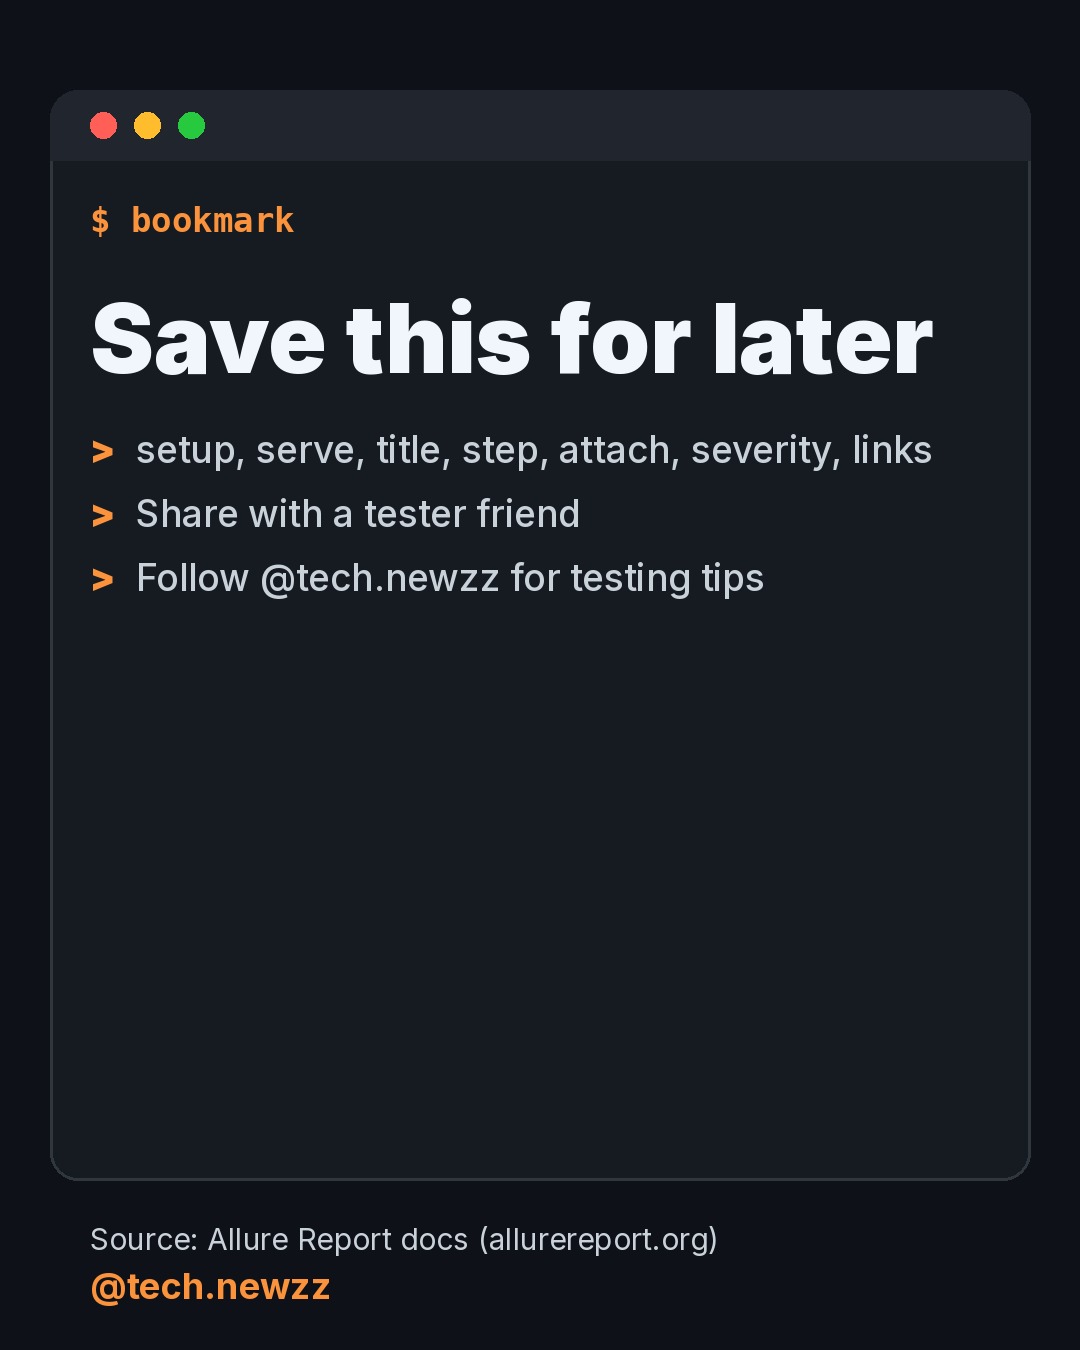 $ bookmark
Save this for later
> setup, serve, title, step, attach, severity, links
> Share with a tester friend
> Follow @tech.newzz for testing tips
Source: Allure Report docs (allurereport.org)
@tech.newzz